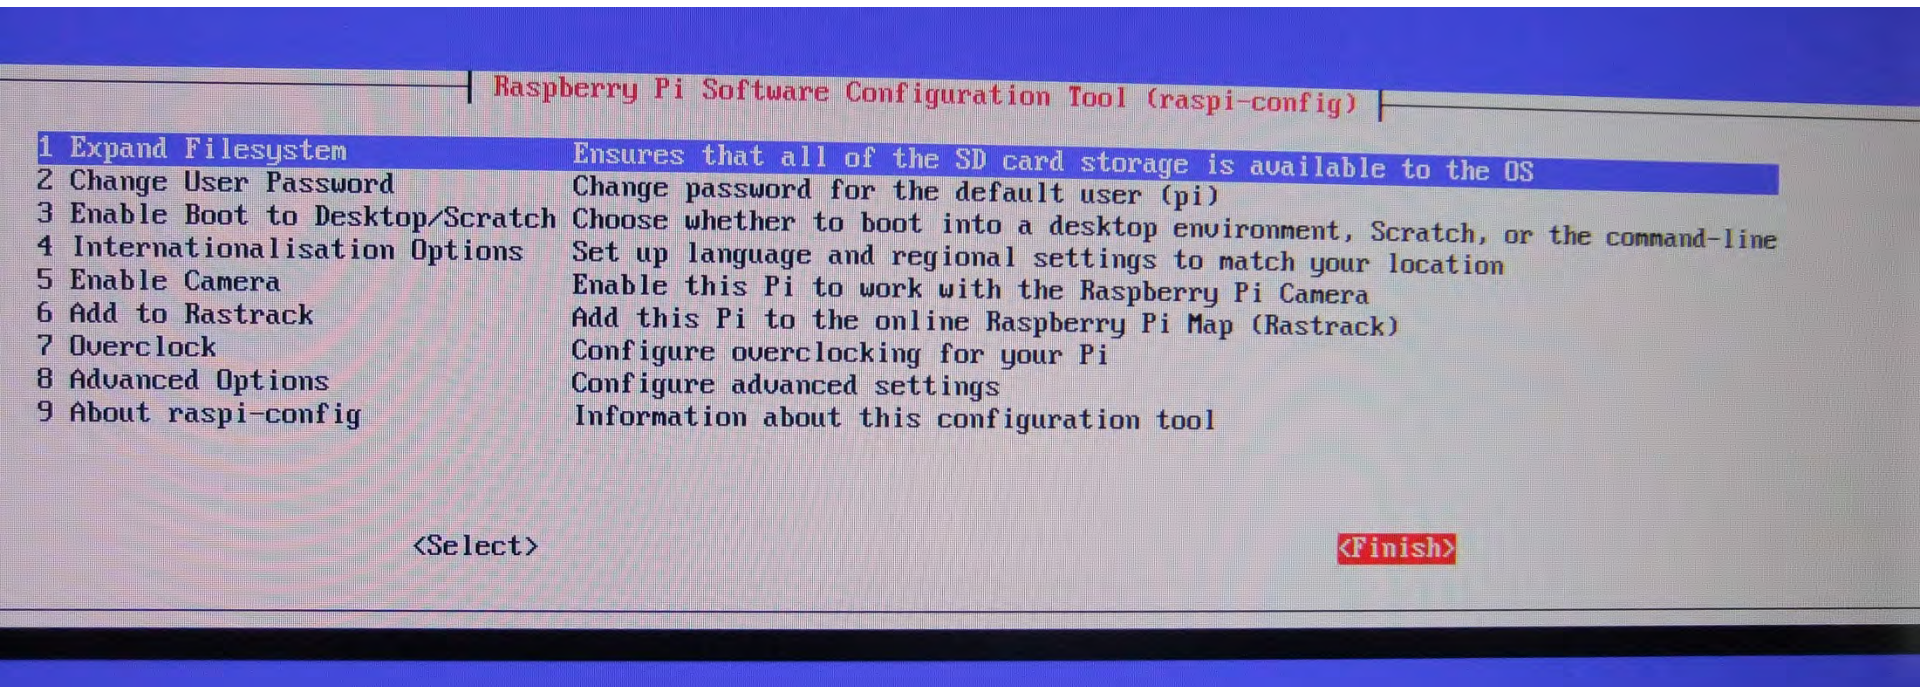 Raspberry Pi Software Configuration Tool (raspi-config)
1 Expand Filesystem Ensures that all of the SD card storage is available to the OS
2 Change User Password Change password for the default user (pi)
3 Enable Boot to Desktop/Scratch Choose whether to boot into a desktop environment, Scratch, or the command-line
4 Internationalisation Options Set up language and regional settings to match your location
5 Enable Camera Enable this Pi to work with the Raspberry Pi Camera
6 Add to Rastrack Add this Pi to the online Raspberry Pi Map (Rastrack)
7 Overclock Configure overclocking for your Pi
8 Advanced Options Configure advanced settings
9 About raspi-config Information about this configuration tool
<Select> <Finish>